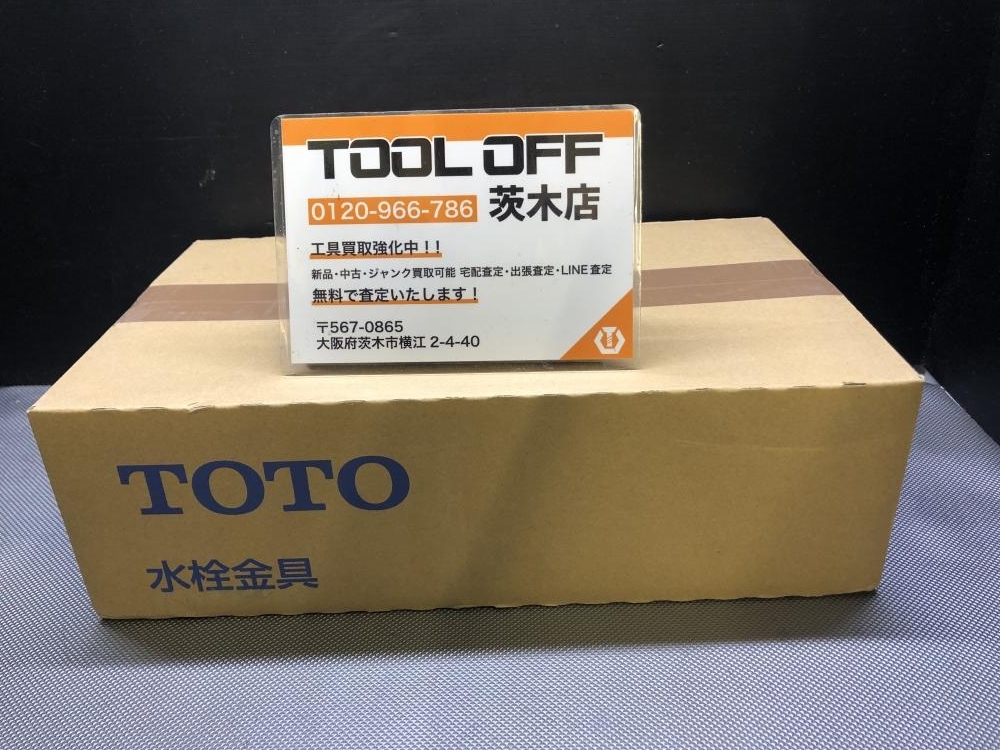 TOOL OFF
0120-966-786 茨木店
工具買取強化中！！
新品・中古・ジャンク買取可能 宅配査定・出張査定・LINE査定
無料で査定いたします！
〒567-0865
大阪府茨木市横江 2-4-40
TOTO
水栓金具